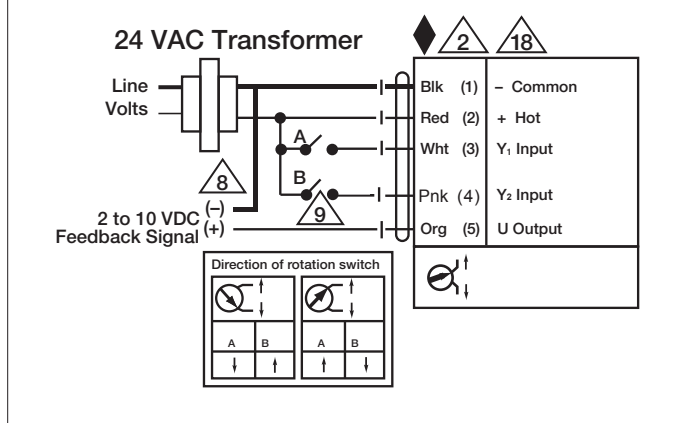 24 VAC Transformer
2
18
Line
Volts
Blk (1) – Common
Red (2) + Hot
A
Wht (3) Y₁ Input
8
B
9
Pnk (4) Y₂ Input
2 to 10 VDC (–)
Feedback Signal (+)
Org (5) U Output
Direction of rotation switch
A B A B